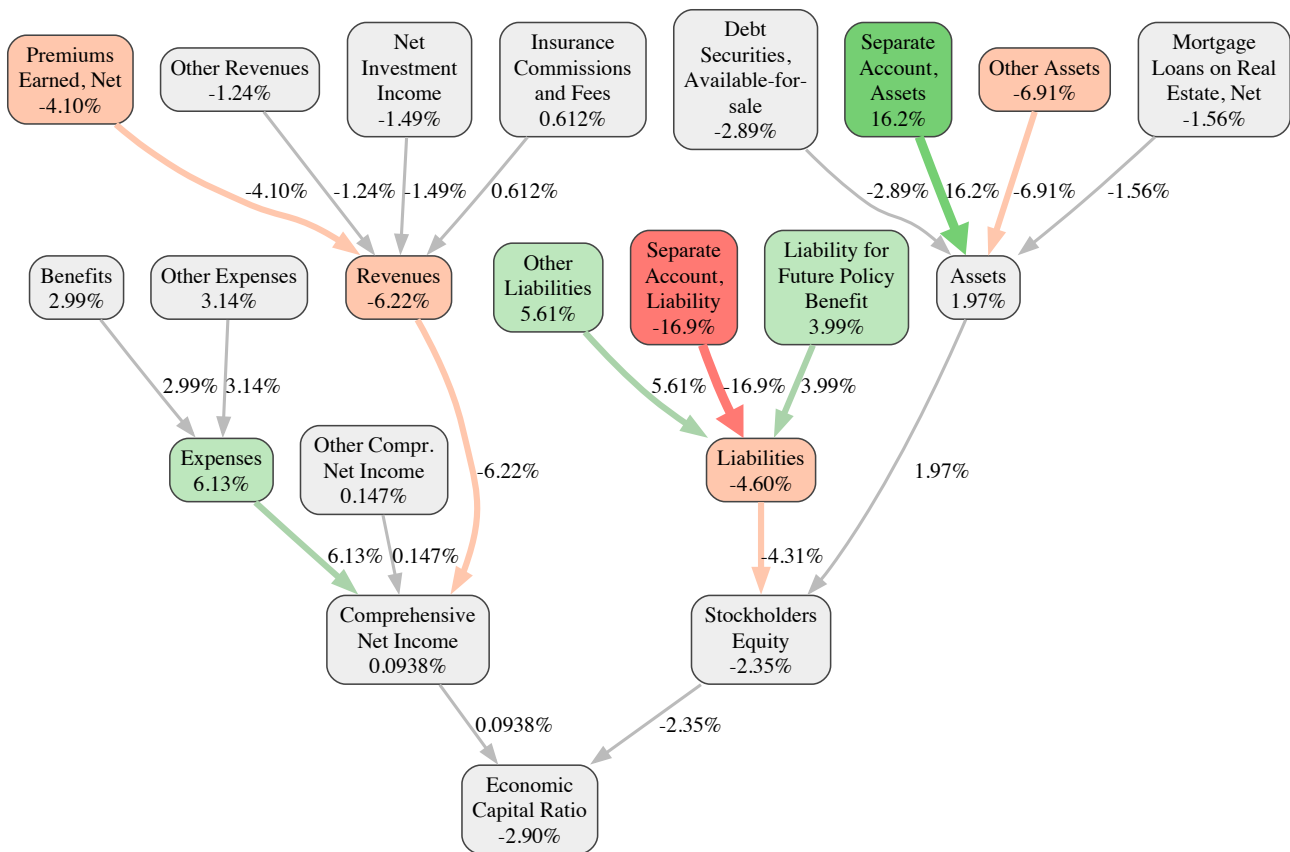 Premiums
Earned, Net
-4.10%
Other Revenues
-1.24%
Net
Investment
Income
-1.49%
Insurance
Commissions
and Fees
0.612%
Debt
Securities,
Available-for-
sale
-2.89%
Separate
Account,
Assets
16.2%
Other Assets
-6.91%
Mortgage
Loans on Real
Estate, Net
-1.56%
-4.10%
-1.24%
-1.49%
0.612%
-2.89%
16.2%
-6.91%
-1.56%
Benefits
2.99%
Other Expenses
3.14%
Revenues
-6.22%
Other
Liabilities
5.61%
Separate
Account,
Liability
-16.9%
Liability for
Future Policy
Benefit
3.99%
Assets
1.97%
2.99%
3.14%
5.61%
-16.9%
3.99%
Expenses
6.13%
Other Compr.
Net Income
0.147%
-6.22%
Liabilities
-4.60%
1.97%
6.13%
0.147%
-4.31%
Comprehensive
Net Income
0.0938%
Stockholders
Equity
-2.35%
0.0938%
-2.35%
Economic
Capital Ratio
-2.90%